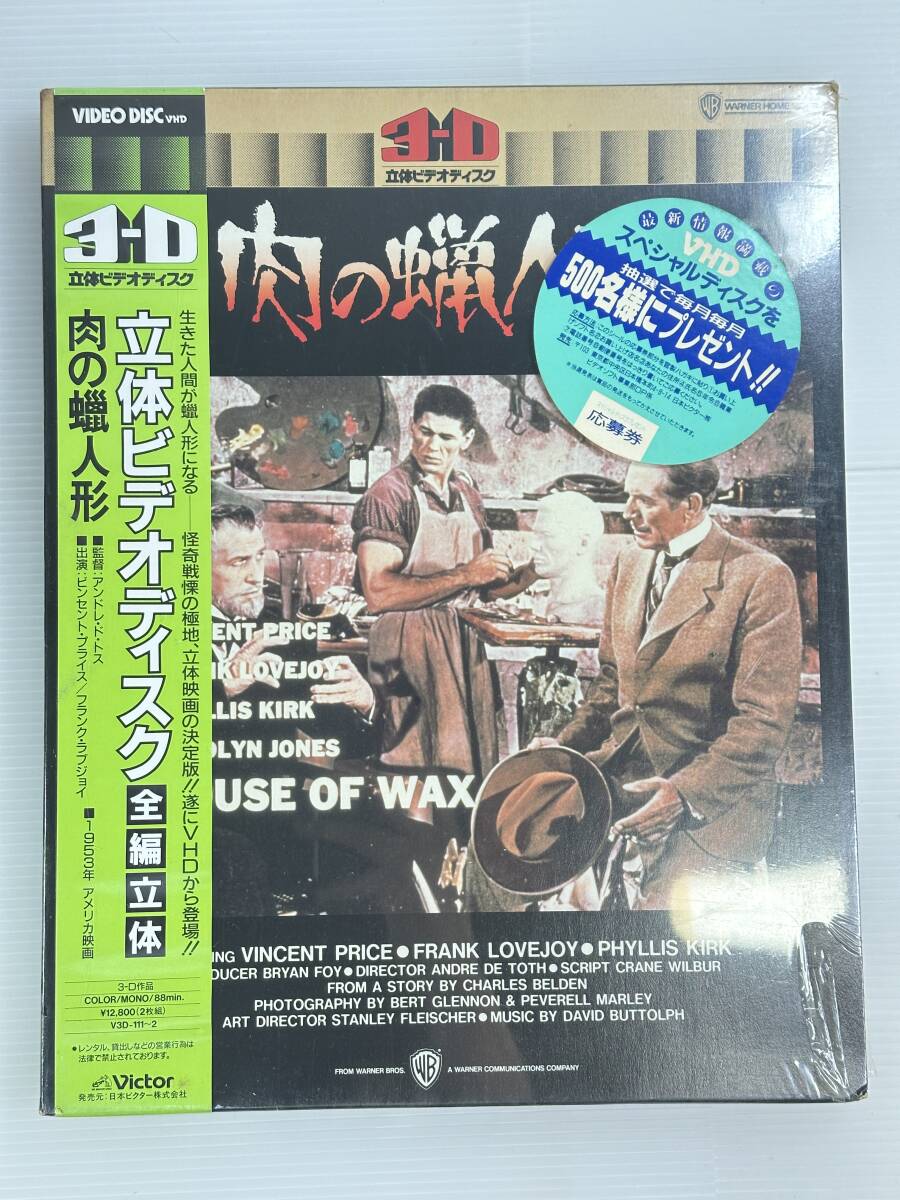 VIDEO DISC VHD
3-D
立体ビデオディスク
立体ビデオディスク 全編立体
肉の蠟人形
生きた人間が蠟人形になる——怪奇戦慄の極地、立体映画の決定版!!遂にVHDから登場!!
■監督:アンドレ・ド・トス
■出演:ビンセント・プライス/フランク・ラブジョイ
■1953年 アメリカ映画
3-D作品
COLOR/MONO/88min.
¥12,800(2枚組)
V3D-111~2
●レンタル、貸出しなどの営業行為は
法律で禁止されております。
Victor
発売元:日本ビクター株式会社
3-D
立体ビデオディスク
WB WARNER HOME
肉の蠟人
最新情報満載の
VHD
スペシャルディスクを
抽選で毎月毎月
500名様にプレゼント!!
応募券
ENT PRICE
K LOVEJOY
LLIS KIRK
OLYN JONES
USE OF WAX
ING VINCENT PRICE●FRANK LOVEJOY●PHYLLIS KIRK
DUCER BRYAN FOY●DIRECTOR ANDRE DE TOTH●SCRIPT CRANE WILBUR
FROM A STORY BY CHARLES BELDEN
PHOTOGRAPHY BY BERT GLENNON & PEVERELL MARLEY
ART DIRECTOR STANLEY FLEISCHER●MUSIC BY DAVID BUTTOLPH
FROM WARNER BROS. WB A WARNER COMMUNICATIONS COMPANY